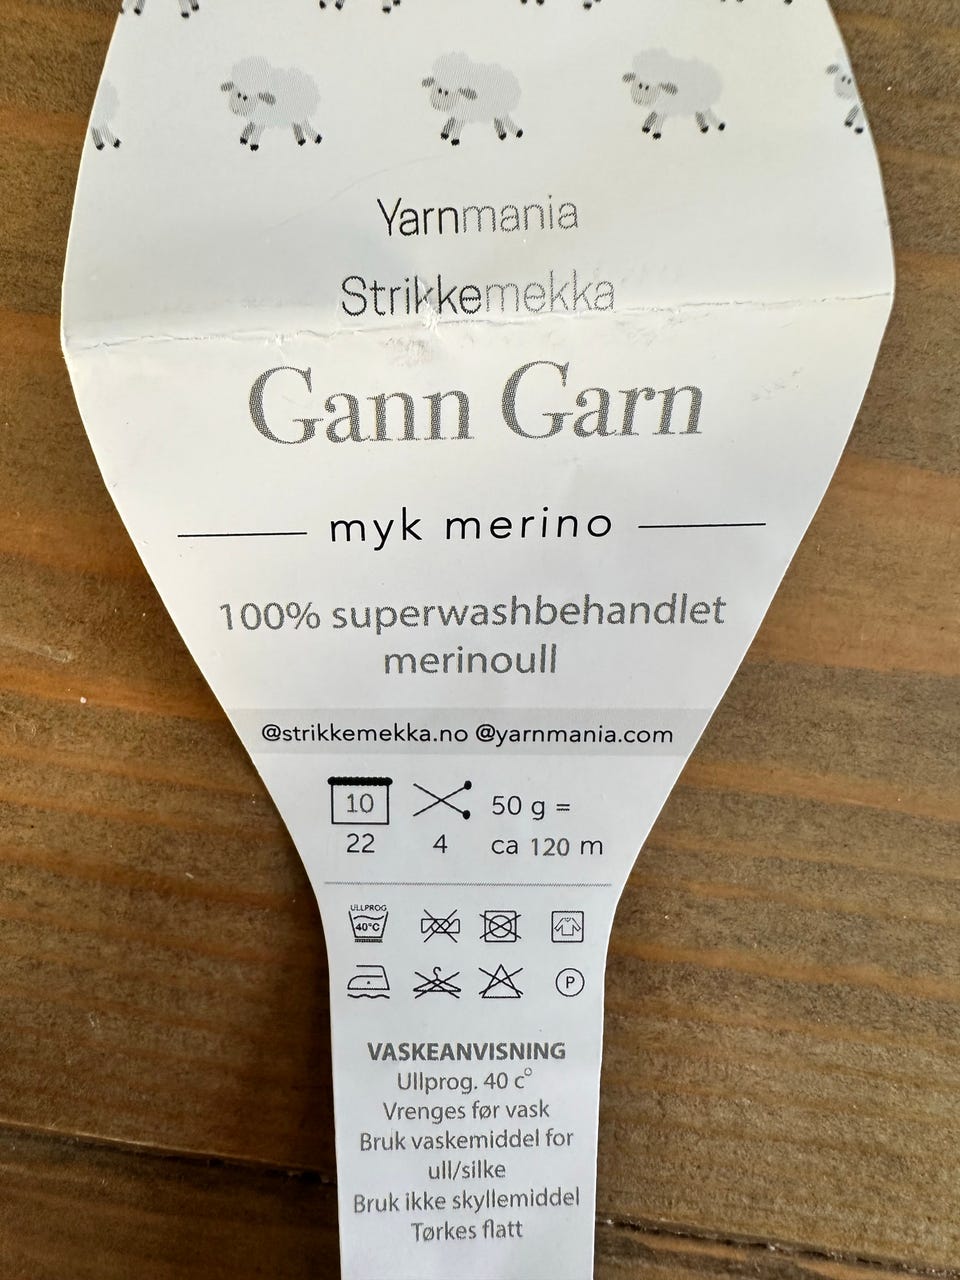 Yarnmania
Strikkemekka
Gann Garn
myk merino
100% superwashbehandlet
merinoull
@strikkemekka.no @yarnmania.com
10
22
4
50 g =
ca 120 m
ULLPROG
40°C
P
VASKEANVISNING
Ullprog. 40 c°
Vrenges før vask
Bruk vaskemiddel for
ull/silke
Bruk ikke skyllemiddel
Tørkes flatt